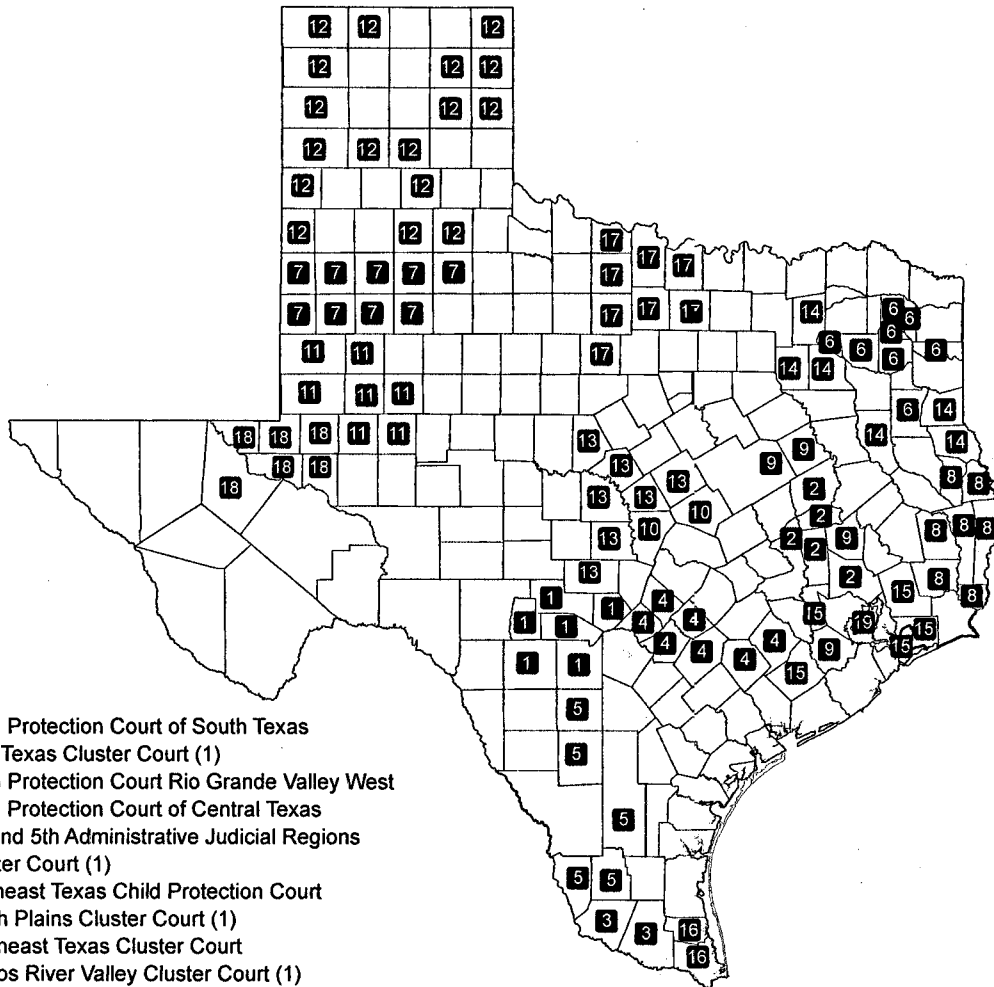 12 12 12
12 12 12
12 12 12
12 12 12
12 12
12 12 12 17
17 17
7 7 7 7 7 17
7 7 7 7 17 17 17 14 6 6
6
11 11 17 6 6 6 6
14 14
11 11 11 6 14
18 18 18 11 11 13 14 14
18 18 13 9 9
18 13 13 13 2 8 8
10 10 2
13 2 2 9 8 8 8
13 2 8
1 1 4 15 8
1 1 4 4 15 19 15
4 4 4 4 9 15
1 1 15
5
5
5
5 5
3 3 16
16
Protection Court of South Texas
Texas Cluster Court (1)
Protection Court Rio Grande Valley West
Protection Court of Central Texas
nd 5th Administrative Judicial Regions
ter Court (1)
heast Texas Child Protection Court
h Plains Cluster Court (1)
heast Texas Cluster Court
os River Valley Cluster Court (1)